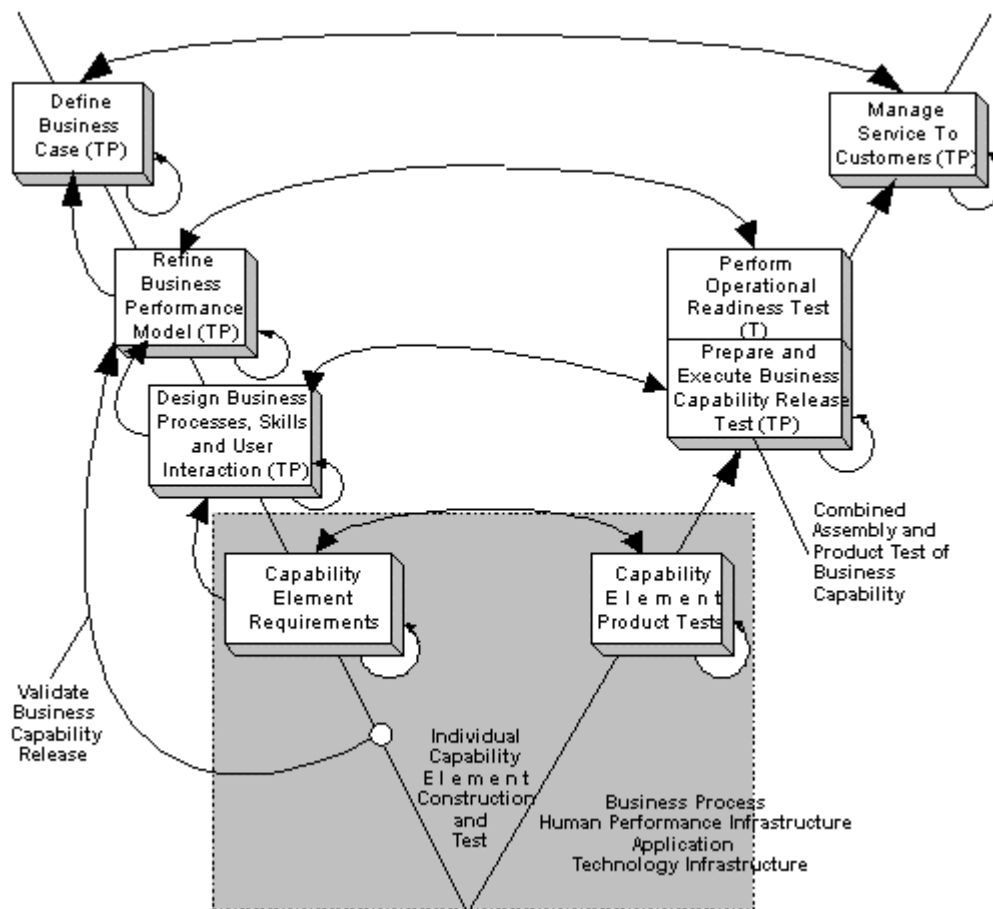 Define
Business
Case (TP)
Manage
Service To
Customers (TP)
Refine
Business
Performance
Model (TP)
Perform
Operational
Readiness Test
(T)
Prepare and
Execute Business
Capability Release
Test (TP)
Design Business
Processes, Skills
and User
Interaction (TP)
Combined
Assembly and
Product Test of
Business
Capability
Capability
Element
Requirements
Capability
E l e m e n t
Product Tests
Validate
Business
Capability
Release
Individual
Capability
E l e m e n t
Construction
and
Test
Business Process
Human Performance Infrastructure
Application
Technology Infrastructure